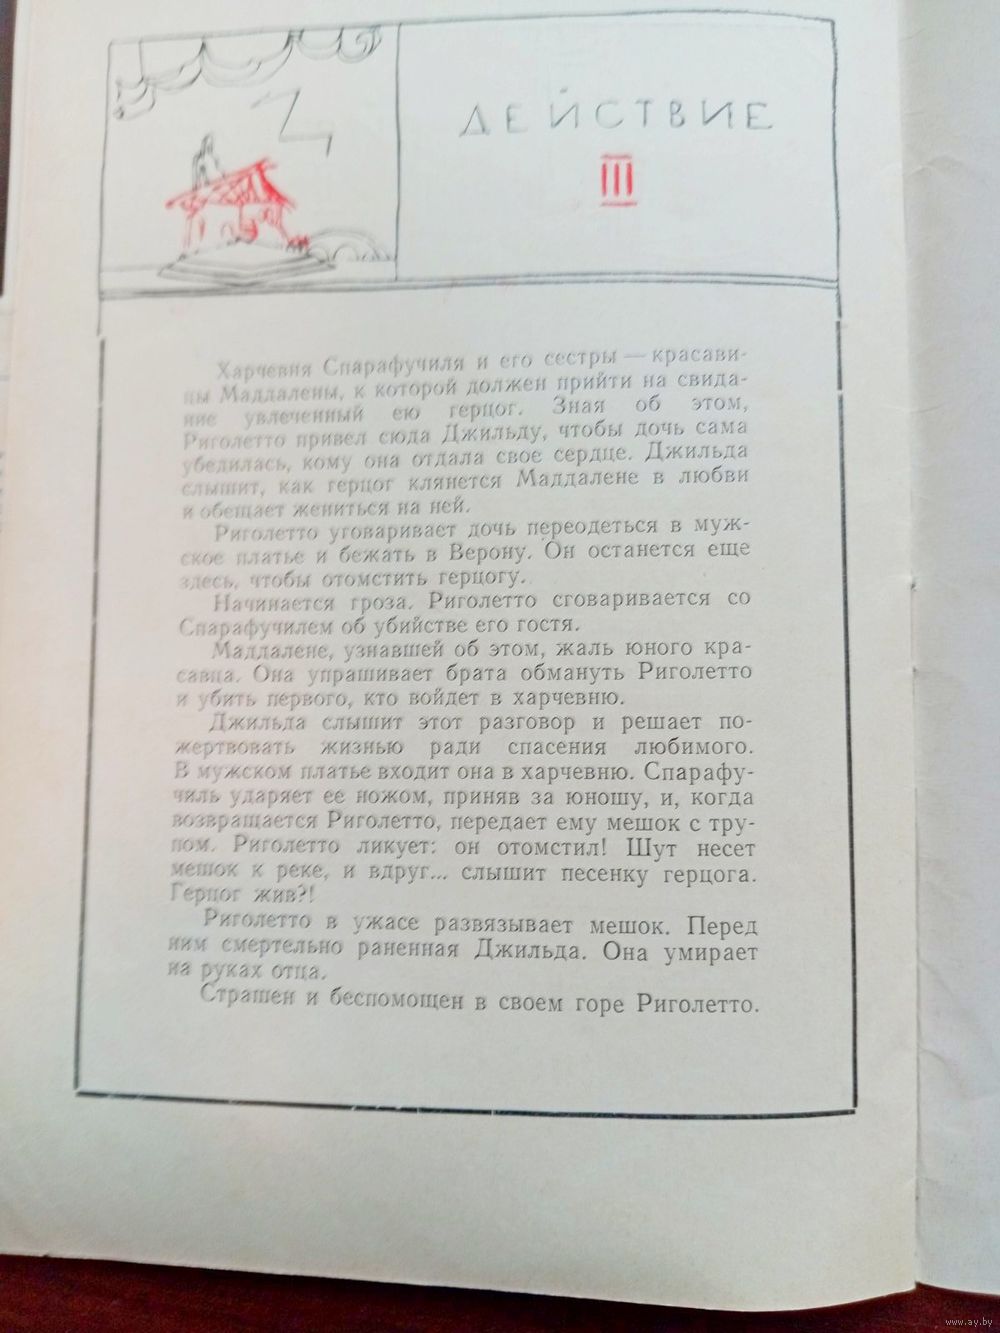 ДЕЙСТВИЕ
III
Харчевня Спарафучиля и его сестры — красави-
цы Маддалены, к которой должен прийти на свида-
ние увлеченный ею герцог. Зная об этом,
Риголетто привел сюда Джильду, чтобы дочь сама
убедилась, кому она отдала свое сердце. Джильда
слышит, как герцог клянется Маддалене в любви
и обещает жениться на ней.
Риголетто уговаривает дочь переодеться в муж-
ское платье и бежать в Верону. Он останется еще
здесь, чтобы отомстить герцогу.
Начинается гроза. Риголетто сговаривается со
Спарафучилем об убийстве его гостя.
Маддалене, узнавшей об этом, жаль юного кра-
савца. Она упрашивает брата обмануть Риголетто
и убить первого, кто войдет в харчевню.
Джильда слышит этот разговор и решает по-
жертвовать жизнью ради спасения любимого.
В мужском платье входит она в харчевню. Спарафу-
чиль ударяет ее ножом, приняв за юношу, и, когда
возвращается Риголетто, передает ему мешок с тру-
пом. Риголетто ликует: он отомстил! Шут несет
мешок к реке, и вдруг... слышит песенку герцога.
Герцог жив?!
Риголетто в ужасе развязывает мешок. Перед
ним смертельно раненная Джильда. Она умирает
на руках отца.
Страшен и беспомощен в своем горе Риголетто.
www.ay.by